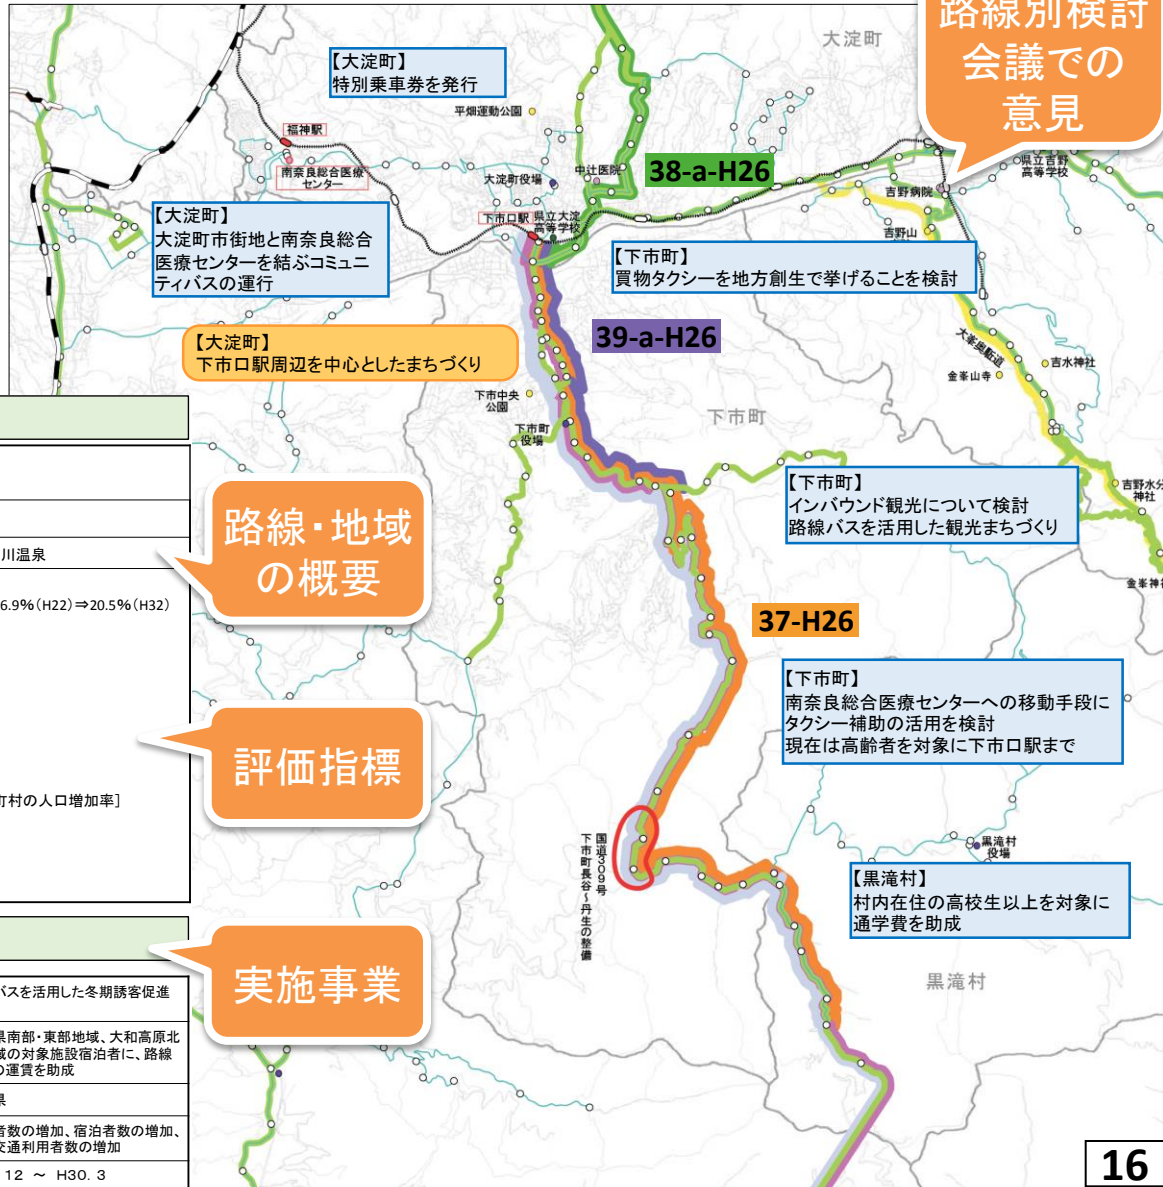 路線別検討
会議での
意見
大淀町
【大淀町】
特別乗車券を発行
平畑運動公園
福神駅
南奈良総合医療
センター
大淀町役場
中辻医院
38-a-H26
県立吉野
高等学校
吉野病院
下市口駅
県立大淀
高等学校
吉野山
【大淀町】
大淀町市街地と南奈良総合
医療センターを結ぶコミュニ
ティバスの運行
【下市町】
買物タクシーを地方創生で挙げることを検討
39-a-H26
【大淀町】
下市口駅周辺を中心としたまちづくり
大峯奥駈道
吉水神社
金峯山寺
下市中央
公園
下市町
下市町
役場
【下市町】
インバウンド観光について検討
路線バスを活用した観光まちづくり
吉野水分
神社
金峯神
路線・地域
の概要
川温泉
6.9%(H22)⇒20.5%(H32)
37-H26
【下市町】
南奈良総合医療センターへの移動手段に
タクシー補助の活用を検討
現在は高齢者を対象に下市口駅まで
評価指標
町村の人口増加率]
国道309号
下市町長谷~丹生の整備
黒滝村
役場
【黒滝村】
村内在住の高校生以上を対象に
通学費を助成
実施事業
黒滝村
バスを活用した冬期誘客促進
県南部・東部地域、大和高原北
域の対象施設宿泊者に、路線
の運賃を助成
県
者数の増加、宿泊者数の増加、
交通利用者数の増加
12 ~ H30. 3
16